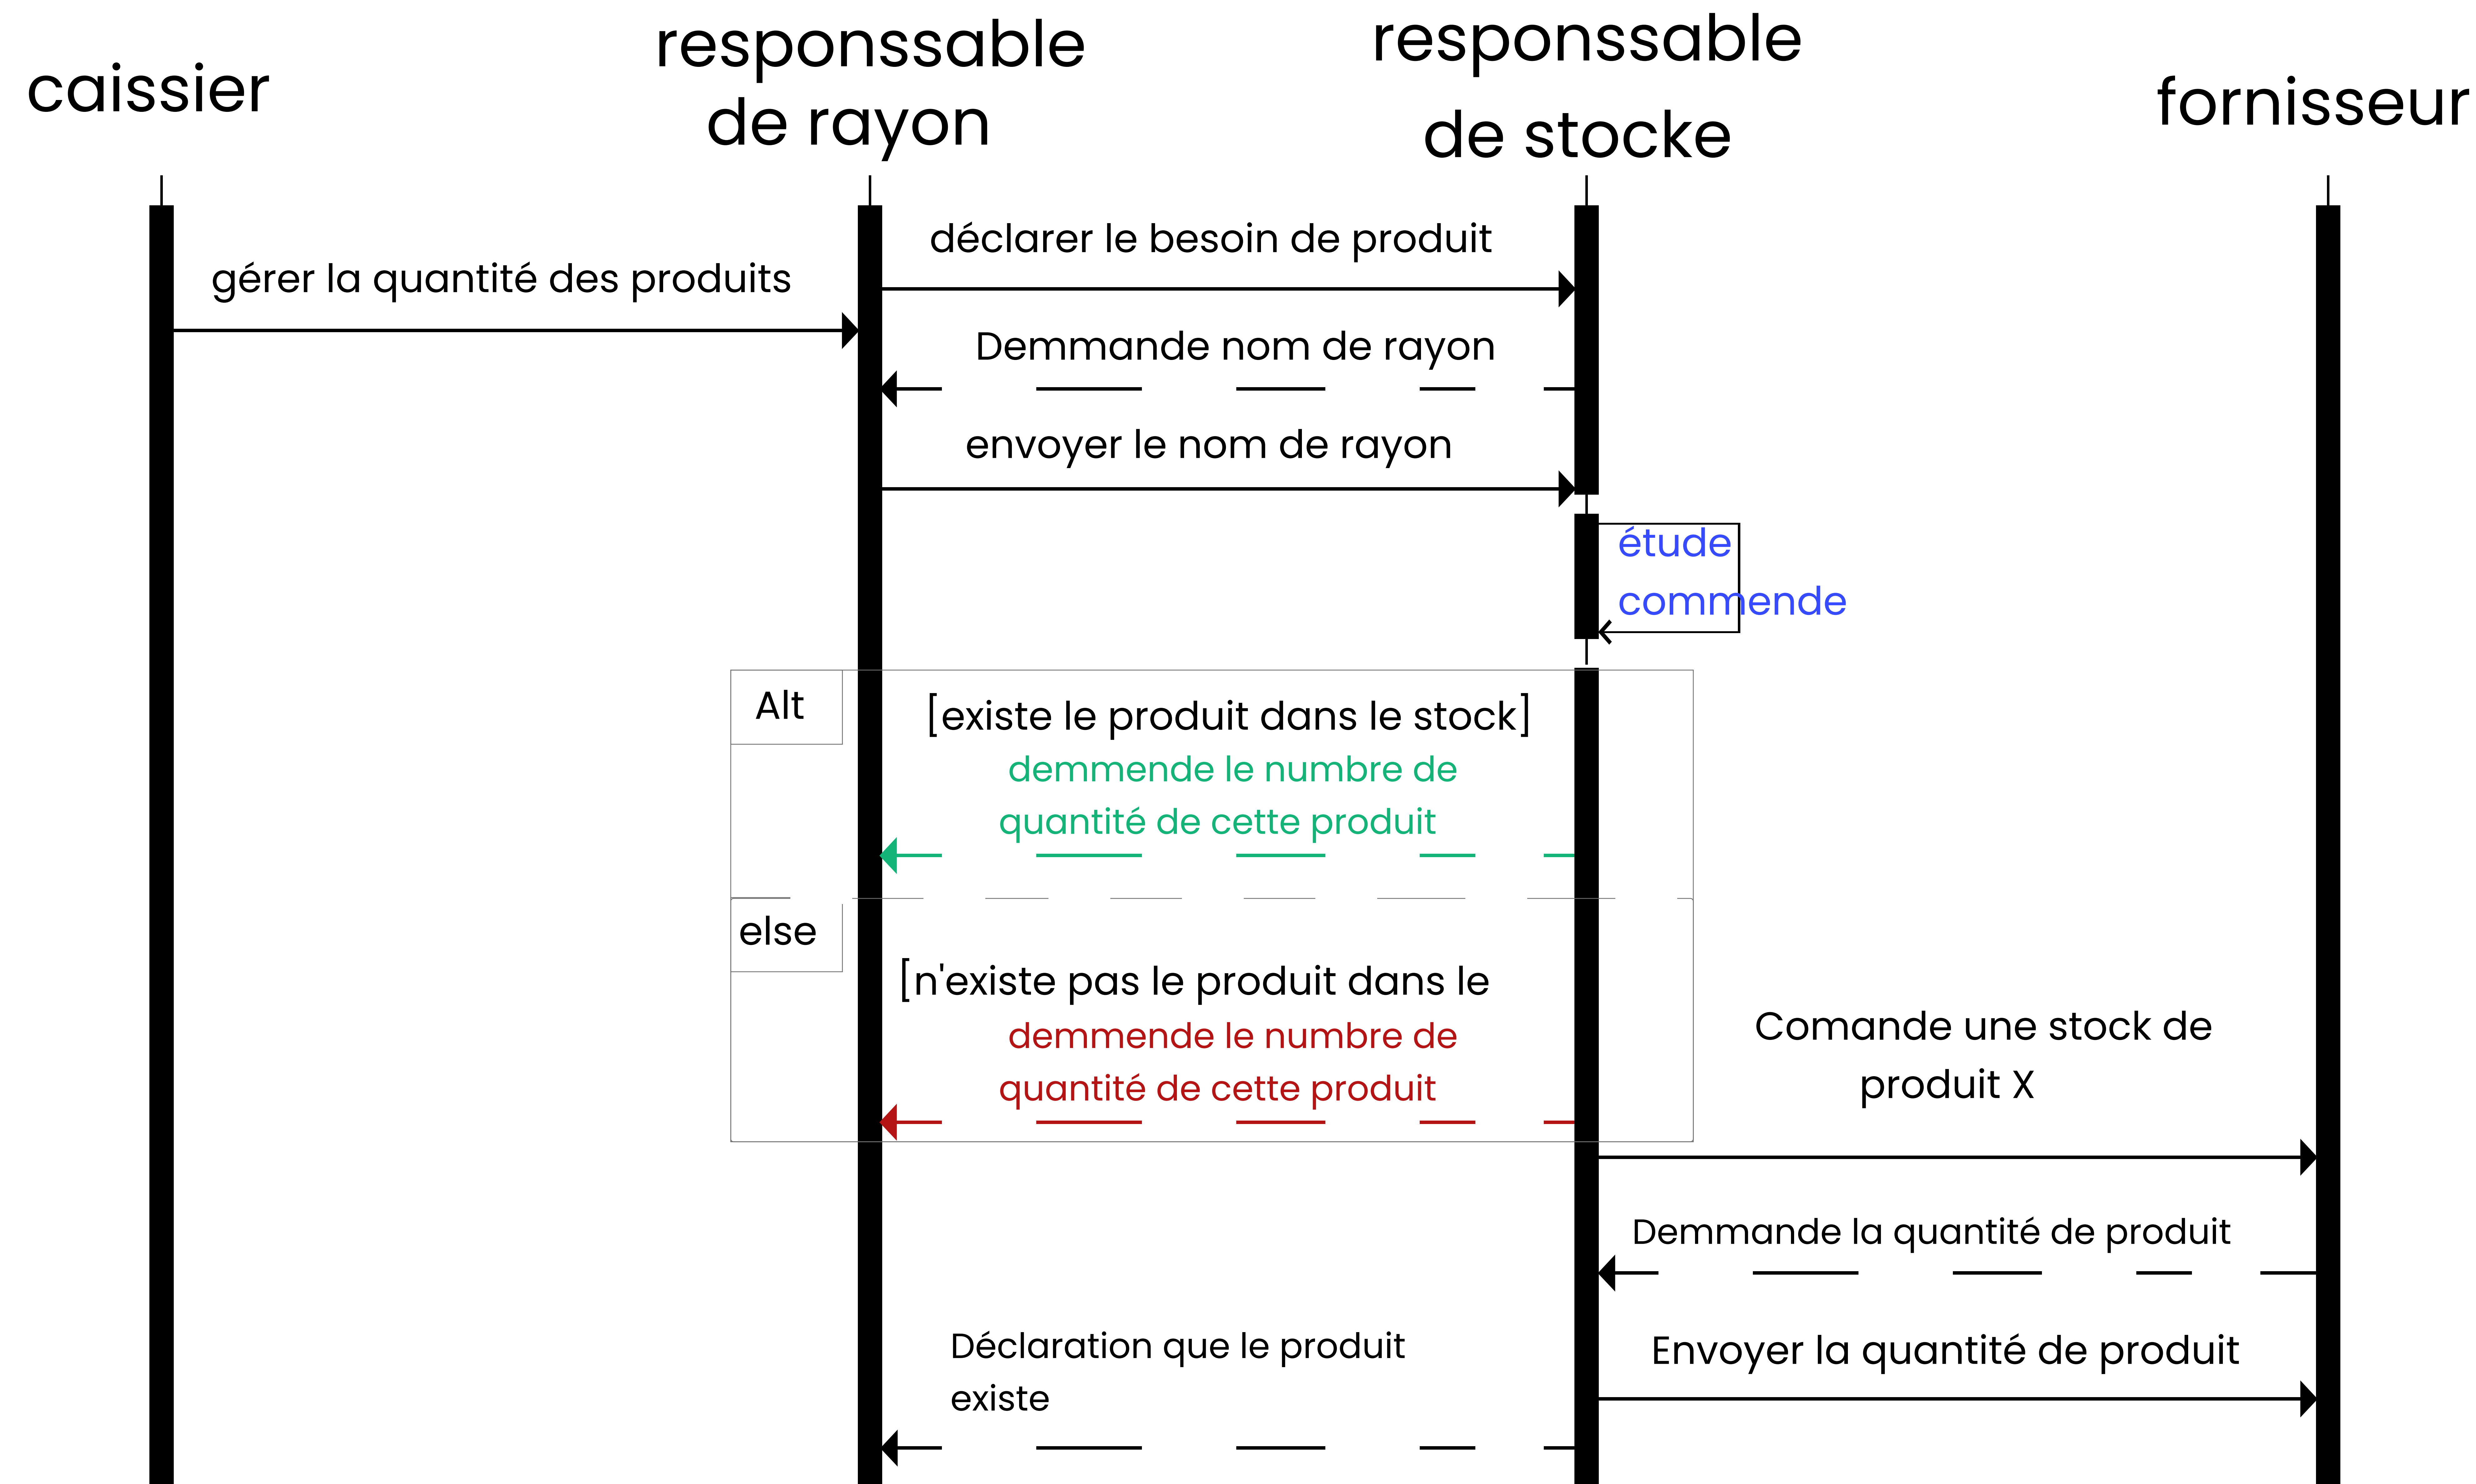 caissier
responssable
de rayon
responssable
de stocke
fornisseur
déclarer le besoin de produit
gérer la quantité des produits
Demmande nom de rayon
envoyer le nom de rayon
étude
commende
Alt
[existe le produit dans le stock]
demmende le numbre de
quantité de cette produit
else
[n'existe pas le produit dans le
demmende le numbre de
quantité de cette produit
Comande une stock de
produit X
Demmande la quantité de produit
Déclaration que le produit
existe
Envoyer la quantité de produit